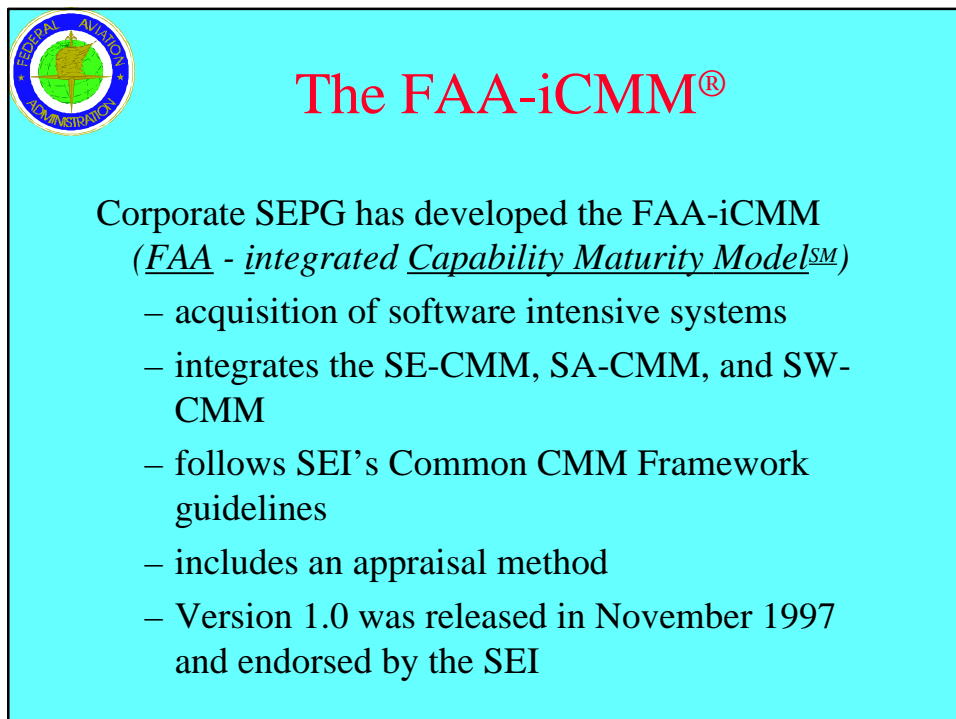 FEDERAL AVIATION
ADMINISTRATION
The FAA-iCMM®
Corporate SEPG has developed the FAA-iCMM
(FAA - integrated Capability Maturity ModelSM)
– acquisition of software intensive systems
– integrates the SE-CMM, SA-CMM, and SW-
CMM
– follows SEI’s Common CMM Framework
guidelines
– includes an appraisal method
– Version 1.0 was released in November 1997
and endorsed by the SEI